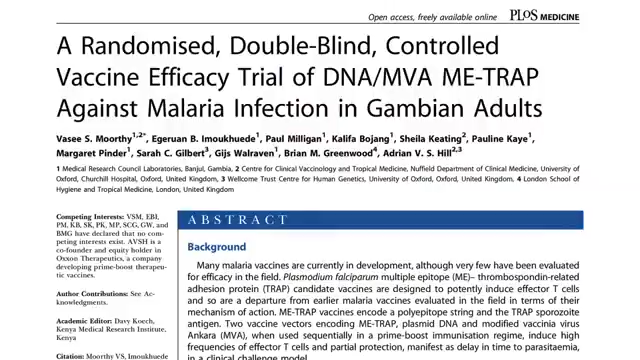 Open access, freely available online PLoS MEDICINE
A Randomised, Double-Blind, Controlled
Vaccine Efficacy Trial of DNA/MVA ME-TRAP
Against Malaria Infection in Gambian Adults
Vasee S. Moorthy1,2*, Egeruan B. Imoukhuede1, Paul Milligan1, Kalifa Bojang1, Sheila Keating2, Pauline Kaye1,
Margaret Pinder1, Sarah C. Gilbert3, Gijs Walraven1, Brian M. Greenwood4, Adrian V. S. Hill2,3
1 Medical Research Council Laboratories, Banjul, Gambia, 2 Centre for Clinical Vaccinology and Tropical Medicine, Nuffield Department of Clinical Medicine, University of
Oxford, Churchill Hospital, Oxford, United Kingdom, 3 Wellcome Trust Centre for Human Genetics, University of Oxford, Oxford, United Kingdom, 4 London School of
Hygiene and Tropical Medicine, London, United Kingdom
Competing Interests: VSM, EBI,
PM, KB, SK, PK, MP, SCG, GW, and
BMG have declared that no com-
peting interests exist. AVSH is a
co-founder and equity holder in
Oxxon Therapeutics, a company
developing prime-boost therapeu-
tic vaccines.
Author Contributions: See Ac-
knowledgments.
Academic Editor: Davy Koech,
Kenya Medical Research Institute,
Kenya
Citation: Moorthy VS, Imoukhuede
ABSTRACT
Background
Many malaria vaccines are currently in development, although very few have been evaluated
for efficacy in the field. Plasmodium falciparum multiple epitope (ME)– thrombospondin-related
adhesion protein (TRAP) candidate vaccines are designed to potently induce effector T cells
and so are a departure from earlier malaria vaccines evaluated in the field in terms of their
mechanism of action. ME-TRAP vaccines encode a polyepitope string and the TRAP sporozoite
antigen. Two vaccine vectors encoding ME-TRAP, plasmid DNA and modified vaccinia virus
Ankara (MVA), when used sequentially in a prime-boost immunisation regime, induce high
frequencies of effector T cells and partial protection, manifest as delay in time to parasitaemia,
in a clinical challenge model.